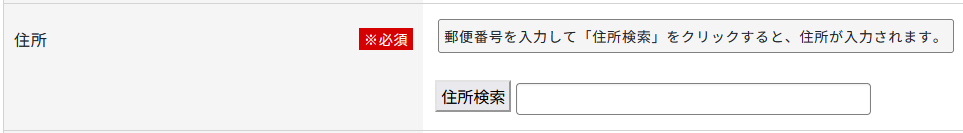 住所
※必須
郵便番号を入力して「住所検索」をクリックすると、住所が入力されます。
住所検索